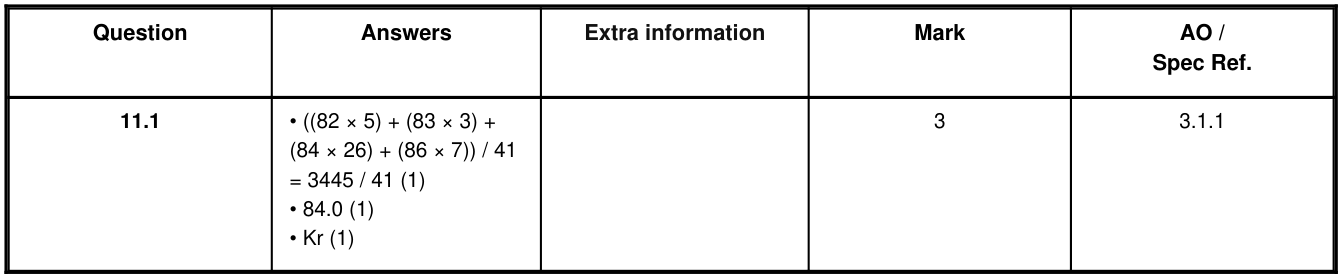 Question
Answers
Extra information
Mark
AO /
Spec Ref.
11.1
• ((82 × 5) + (83 × 3) +
(84 × 26) + (86 × 7)) / 41
= 3445 / 41 (1)
• 84.0 (1)
• Kr (1)
3
3.1.1